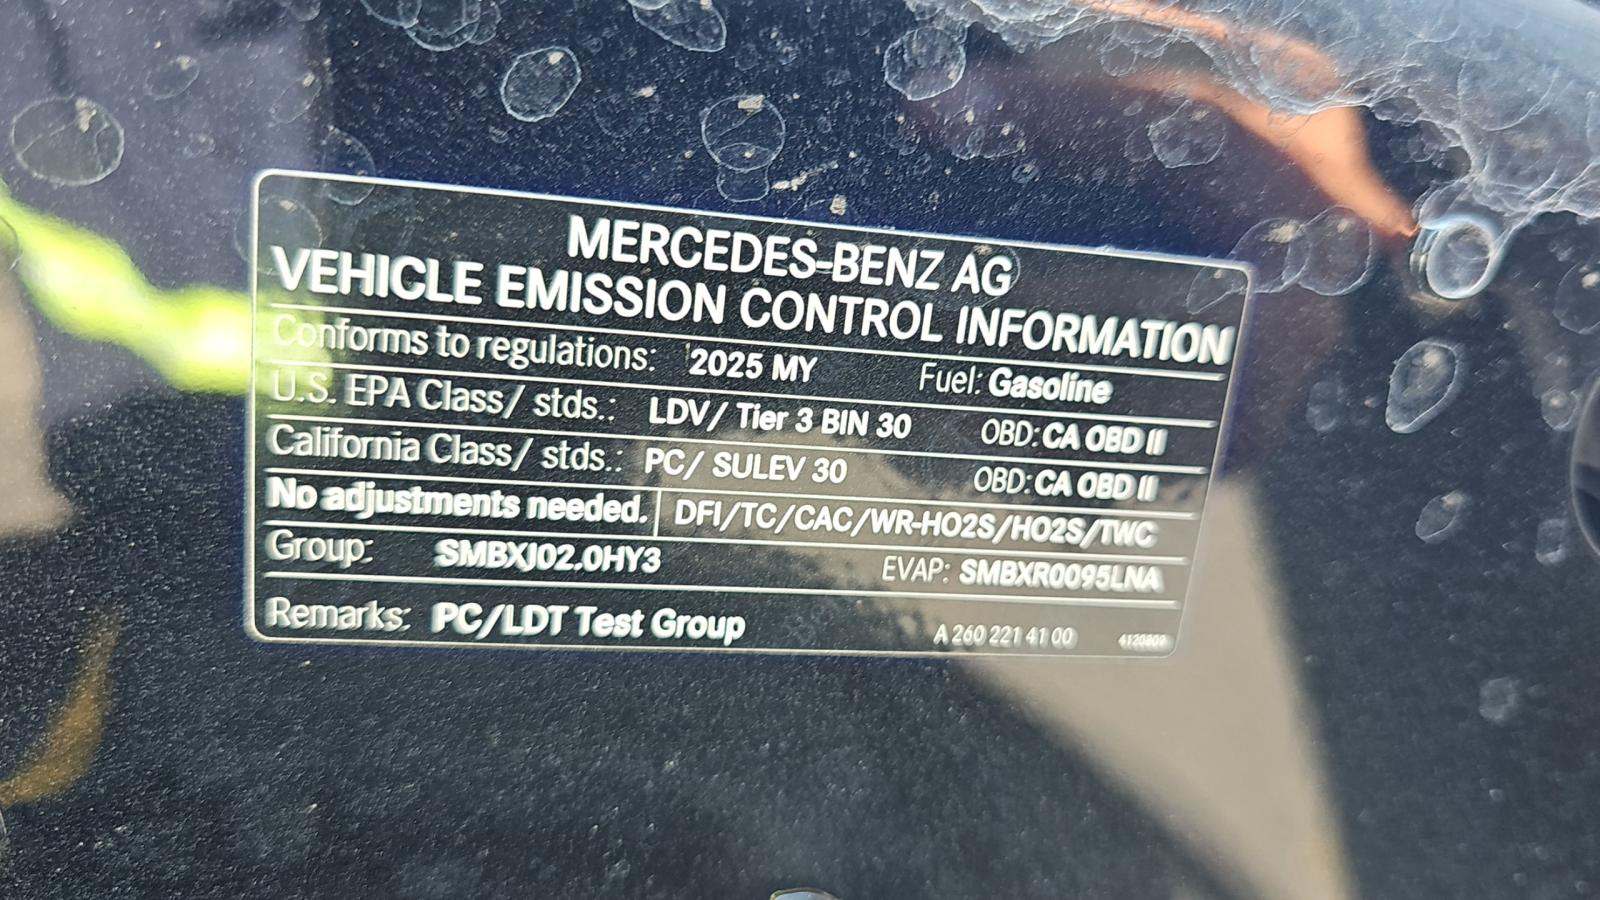 MERCEDES-BENZ AG
VEHICLE EMISSION CONTROL INFORMATION
Conforms to regulations: 2025 MY Fuel: Gasoline
U.S. EPA Class/ stds.: LDV/ Tier 3 BIN 30 OBD: CA OBD II
California Class/ stds.: PC/ SULEV 30 OBD: CA OBD II
No adjustments needed. DFI/TC/CAC/WR-HO2S/HO2S/TWC
Group: SMBXJ02.0HY3 EVAP: SMBXR0095LNA
Remarks: PC/LDT Test Group A 260 221 41 00